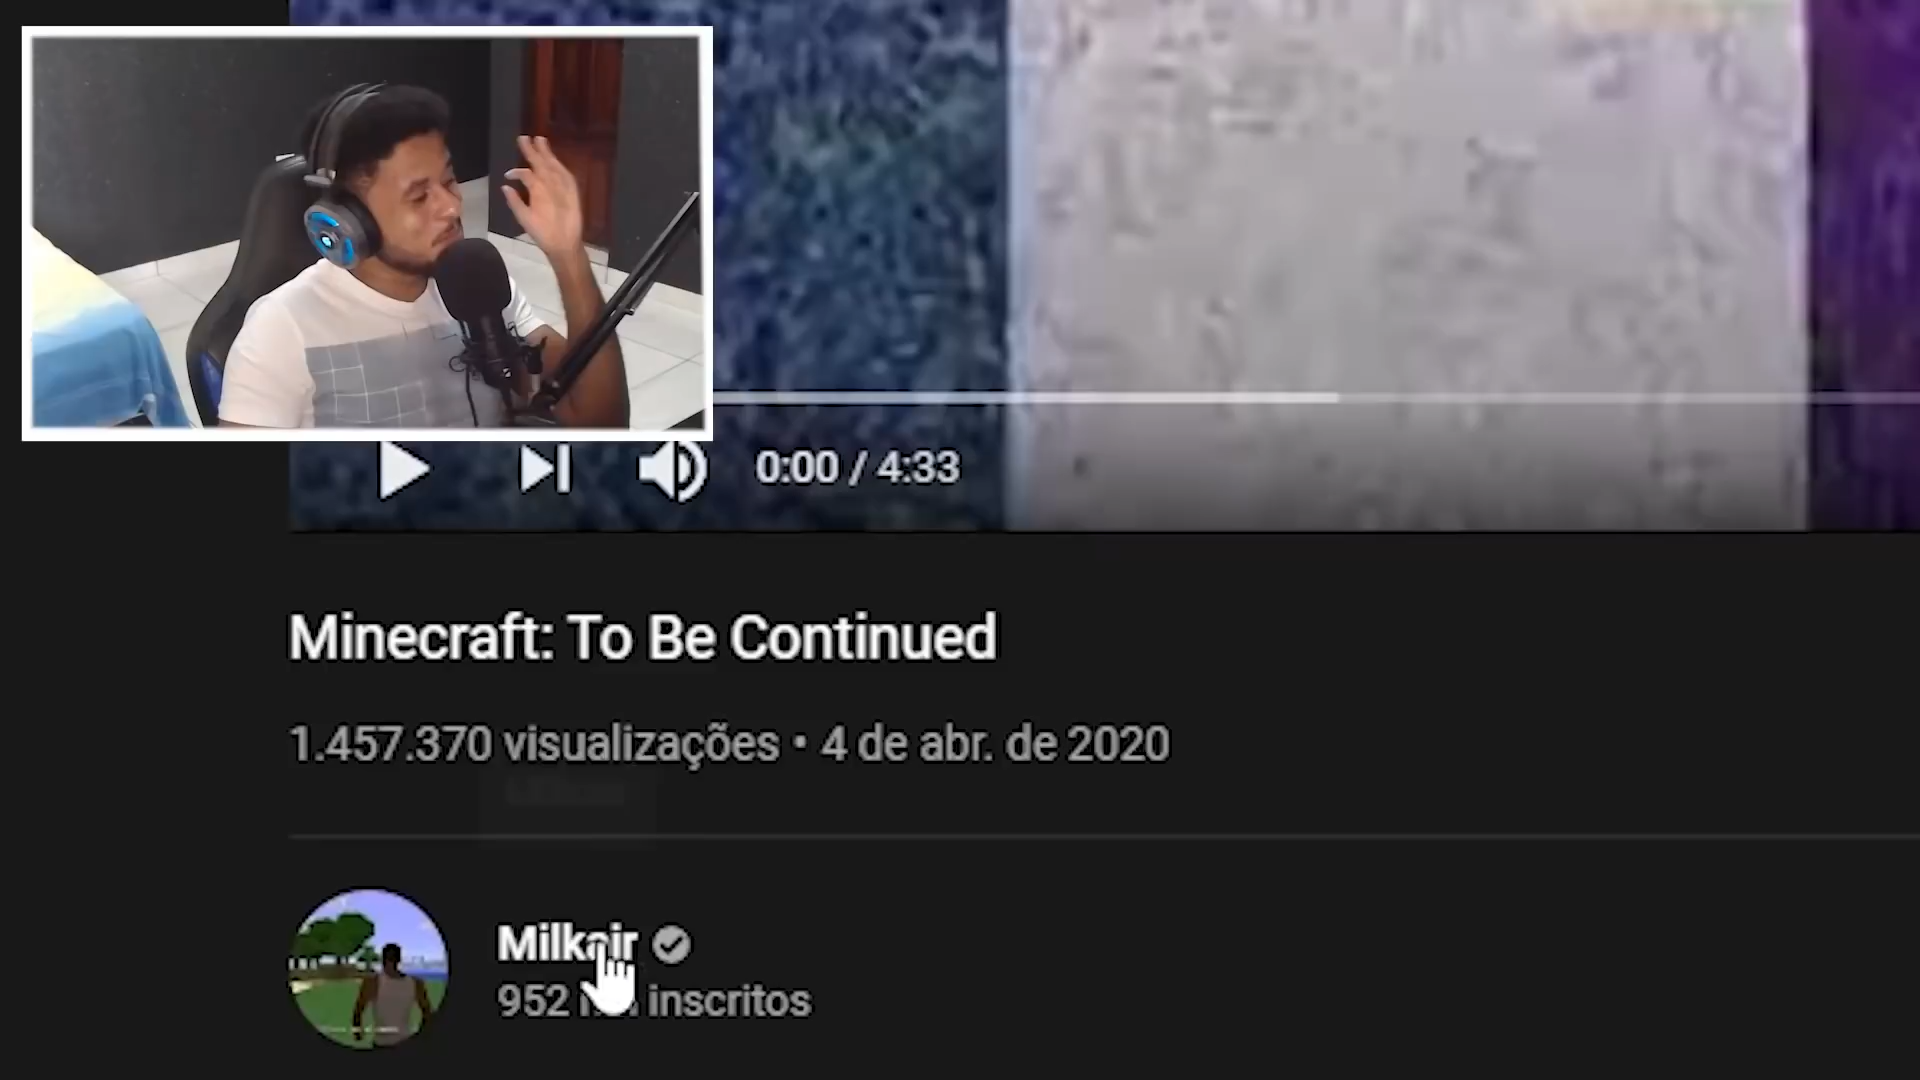 0:00 / 4:33
Minecraft: To Be Continued
1.457.370 visualizações • 4 de abr. de 2020
Milkair
952 inscritos